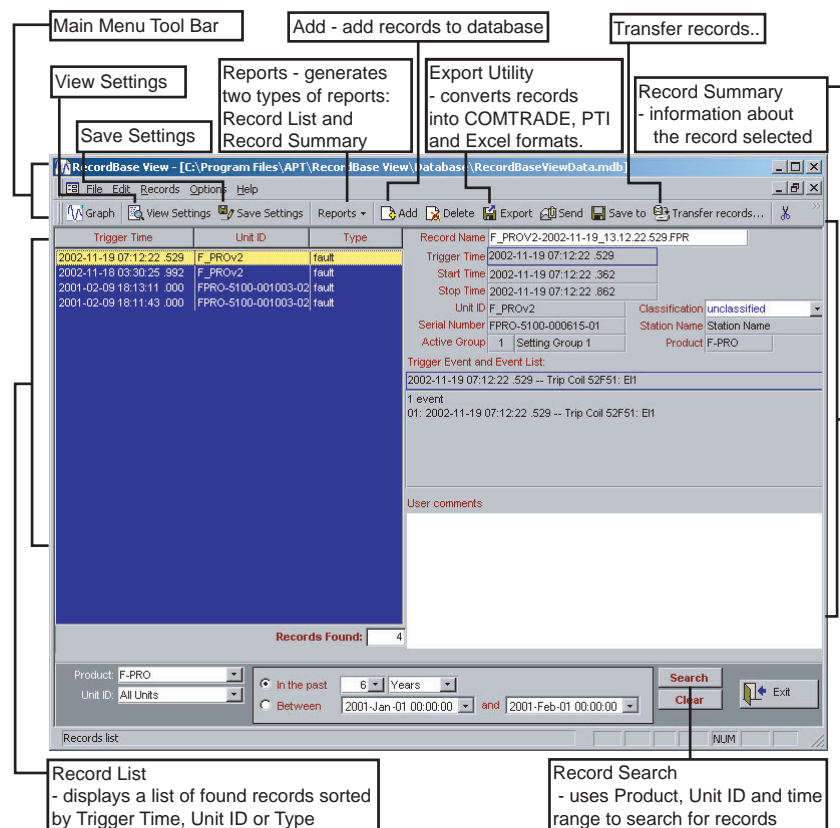 Main Menu Tool Bar
Add - add records to database
Transfer records..
View Settings
Reports - generates
two types of reports:
Record List and
Record Summary
Export Utility
- converts records
into COMTRADE, PTI
and Excel formats.
Record Summary
- information about
the record selected
Save Settings
RecordBase View - [C:\Program Files\APT\RecordBase View\Database\RecordBaseViewData.mdb]
File Edit Records Options Help
Graph View Settings Save Settings Reports Add Delete Export Send Save to Transfer records...
Trigger Time Unit ID Type
2002-11-19 07:12:22 .529 F_PROv2 fault
2002-11-18 03:30:25 .992 F_PROv2 fault
2001-02-09 18:13:11 .000 FPRO-5100-001003-02 fault
2001-02-09 18:11:43 .000 FPRO-5100-001003-02 fault
Records Found: 4
Record Name F_PROV2-2002-11-19_13.12.22.529.FPR
Trigger Time 2002-11-19 07:12:22 .529
Start Time 2002-11-19 07:12:22 .362
Stop Time 2002-11-19 07:12:22 .862
Unit ID F_PROv2 Classification unclassified
Serial Number FPRO-5100-000615-01 Station Name Station Name
Active Group 1 Setting Group 1 Product F-PRO
Trigger Event and Event List:
2002-11-19 07:12:22 .529 -- Trip Coil 52F51: El1
1 event
01: 2002-11-19 07:12:22 .529 -- Trip Coil 52F51: El1
User comments
Product: F-PRO
Unit ID: All Units
In the past 6 Years
Between 2001-Jan-01 00:00:00 and 2001-Feb-01 00:00:00
Search
Clear
Exit
Records list NUM
Record List
- displays a list of found records sorted
by Trigger Time, Unit ID or Type
Record Search
- uses Product, Unit ID and time
range to search for records